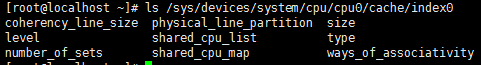 [root@localhost ~]# ls /sys/devices/system/cpu/cpu0/cache/index0
coherency_line_size  physical_line_partition  size
level                shared_cpu_list          type
number_of_sets       shared_cpu_map           ways_of_associativity